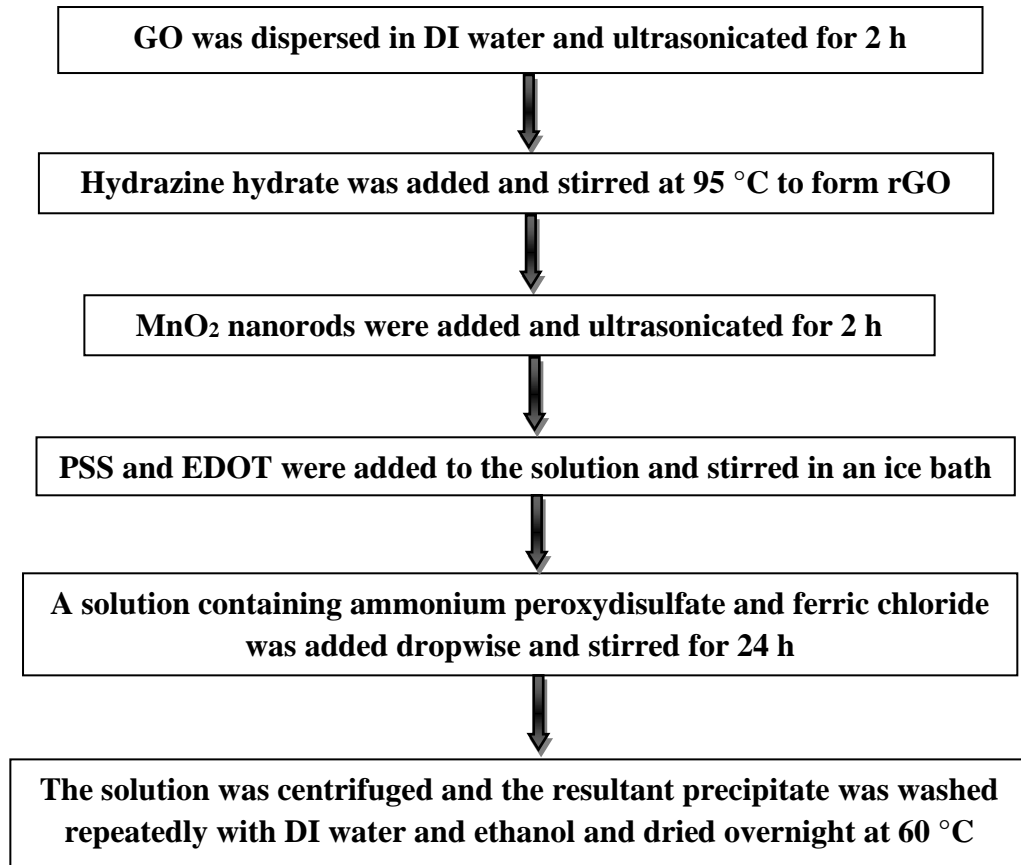 GO was dispersed in DI water and ultrasonicated for 2 h
Hydrazine hydrate was added and stirred at 95 °C to form rGO
MnO₂ nanorods were added and ultrasonicated for 2 h
PSS and EDOT were added to the solution and stirred in an ice bath
A solution containing ammonium peroxydisulfate and ferric chloride
was added dropwise and stirred for 24 h
The solution was centrifuged and the resultant precipitate was washed
repeatedly with DI water and ethanol and dried overnight at 60 °C